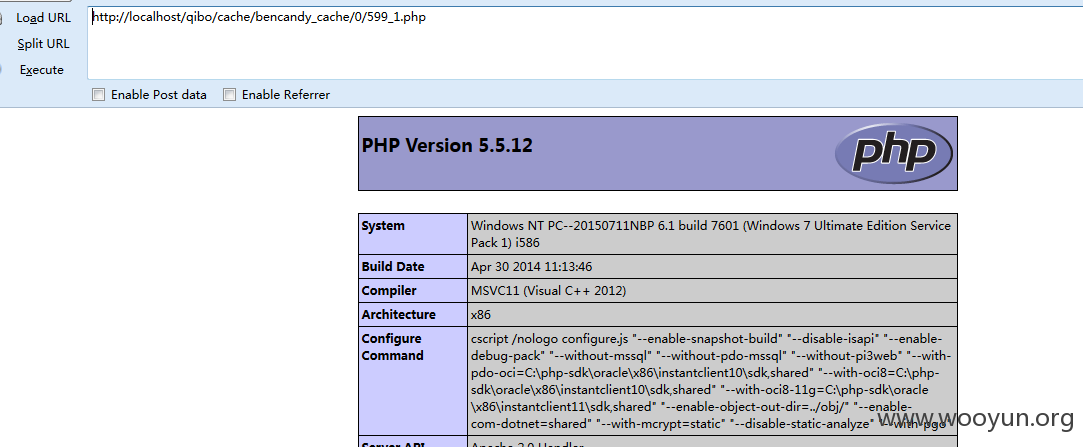 Load URL
http://localhost/qibo/cache/bencandy_cache/0/599_1.php
Split URL
Execute
Enable Post data
Enable Referrer
PHP Version 5.5.12
php
System
Windows NT PC--20150711NBP 6.1 build 7601 (Windows 7 Ultimate Edition Service
Pack 1) i586
Build Date
Apr 30 2014 11:13:46
Compiler
MSVC11 (Visual C++ 2012)
Architecture
x86
Configure
Command
cscript /nologo configure.js "--enable-snapshot-build" "--disable-isapi" "--enable-
debug-pack" "--without-mssql" "--without-pdo-mssql" "--without-pi3web" "--with-
pdo-oci=C:\php-sdk\oracle\x86\instantclient10\sdk,shared" "--with-oci8=C:\php-
sdk\oracle\x86\instantclient10\sdk,shared" "--with-oci8-11g=C:\php-sdk\oracle
\x86\instantclient11\sdk,shared" "--enable-object-out-dir=../obj/" "--enable-
com-dotnet=shared" "--with-mcrypt=static" "--disable-static-analyze" "--with-pgo"
www.wooyun.org
Server API
Apache 2.0 Handler